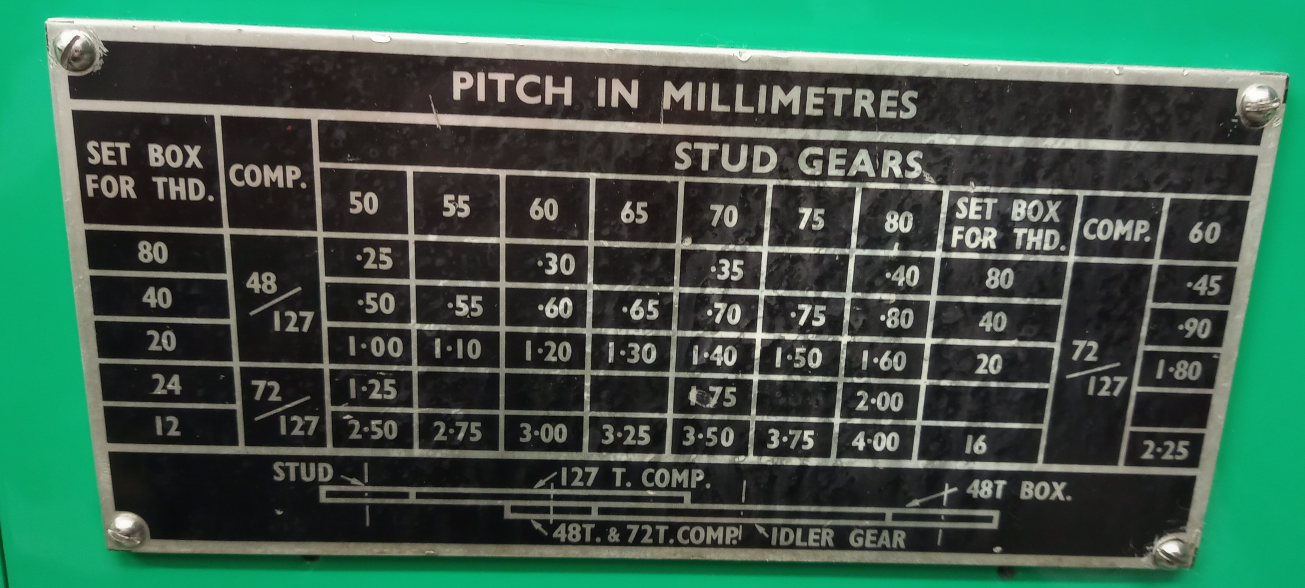 PITCH IN MILLIMETRES
SET BOX FOR THD. COMP. STUD GEARS
50 55 60 65 70 75 80 SET BOX FOR THD. COMP. 60
80 48/127 ·25 ·30 ·35 ·40 80 72/127 ·45
40 ·50 ·55 ·60 ·65 ·70 ·75 ·80 40 ·90
20 1·00 1·10 1·20 1·30 1·40 1·50 1·60 20 1·80
24 72/127 1·25 1·75 2·00
12 2·50 2·75 3·00 3·25 3·50 3·75 4·00 16 2·25
STUD 127 T. COMP. 48T BOX.
48T. & 72T. COMP. IDLER GEAR